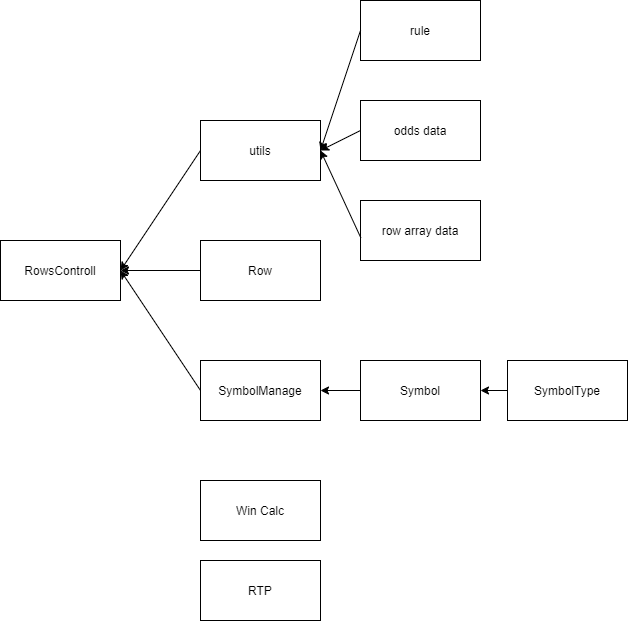 rule
odds data
utils
row array data
RowsControll
Row
SymbolManage
Symbol
SymbolType
Win Calc
RTP